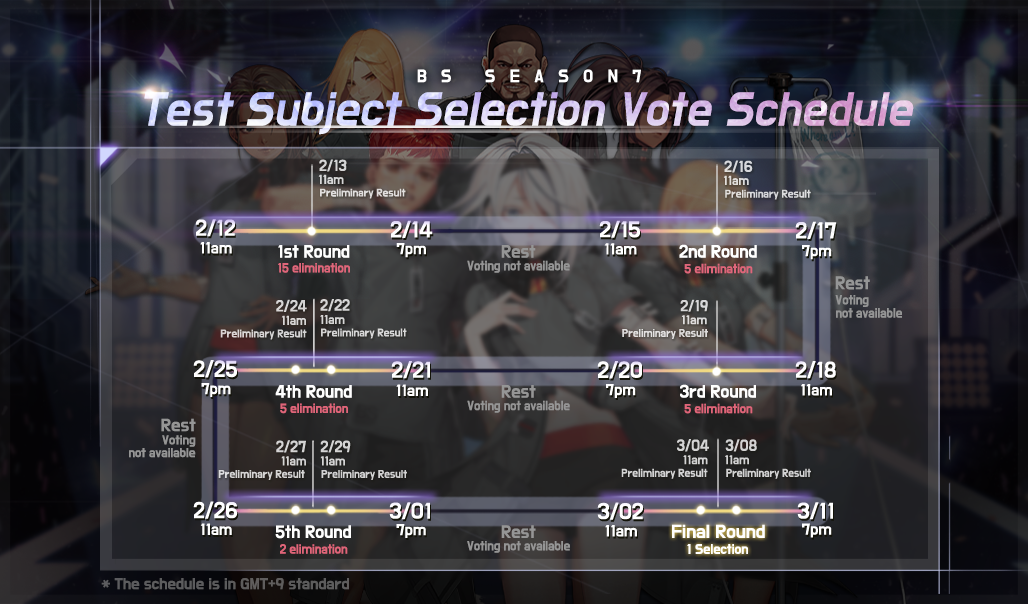 BS SEASON7
Test Subject Selection Vote Schedule
2/13
11am
Preliminary Result
2/16
11am
Preliminary Result
2/12
11am
1st Round
15 elimination
2/14
7pm
Rest
Voting not available
2/15
11am
2nd Round
5 elimination
2/17
7pm
Rest
Voting
not available
2/19
11am
Preliminary Result
2/18
11am
3rd Round
5 elimination
2/20
7pm
Rest
Voting not available
2/24
11am
Preliminary Result
2/22
11am
Preliminary Result
2/21
11am
4th Round
5 elimination
2/25
7pm
Rest
Voting
not available
2/27
11am
Preliminary Result
2/29
11am
Preliminary Result
2/26
11am
5th Round
2 elimination
3/01
7pm
Rest
Voting not available
3/04
11am
Preliminary Result
3/08
11am
Preliminary Result
3/02
11am
Final Round
1 Selection
3/11
7pm
* The schedule is in GMT+9 standard